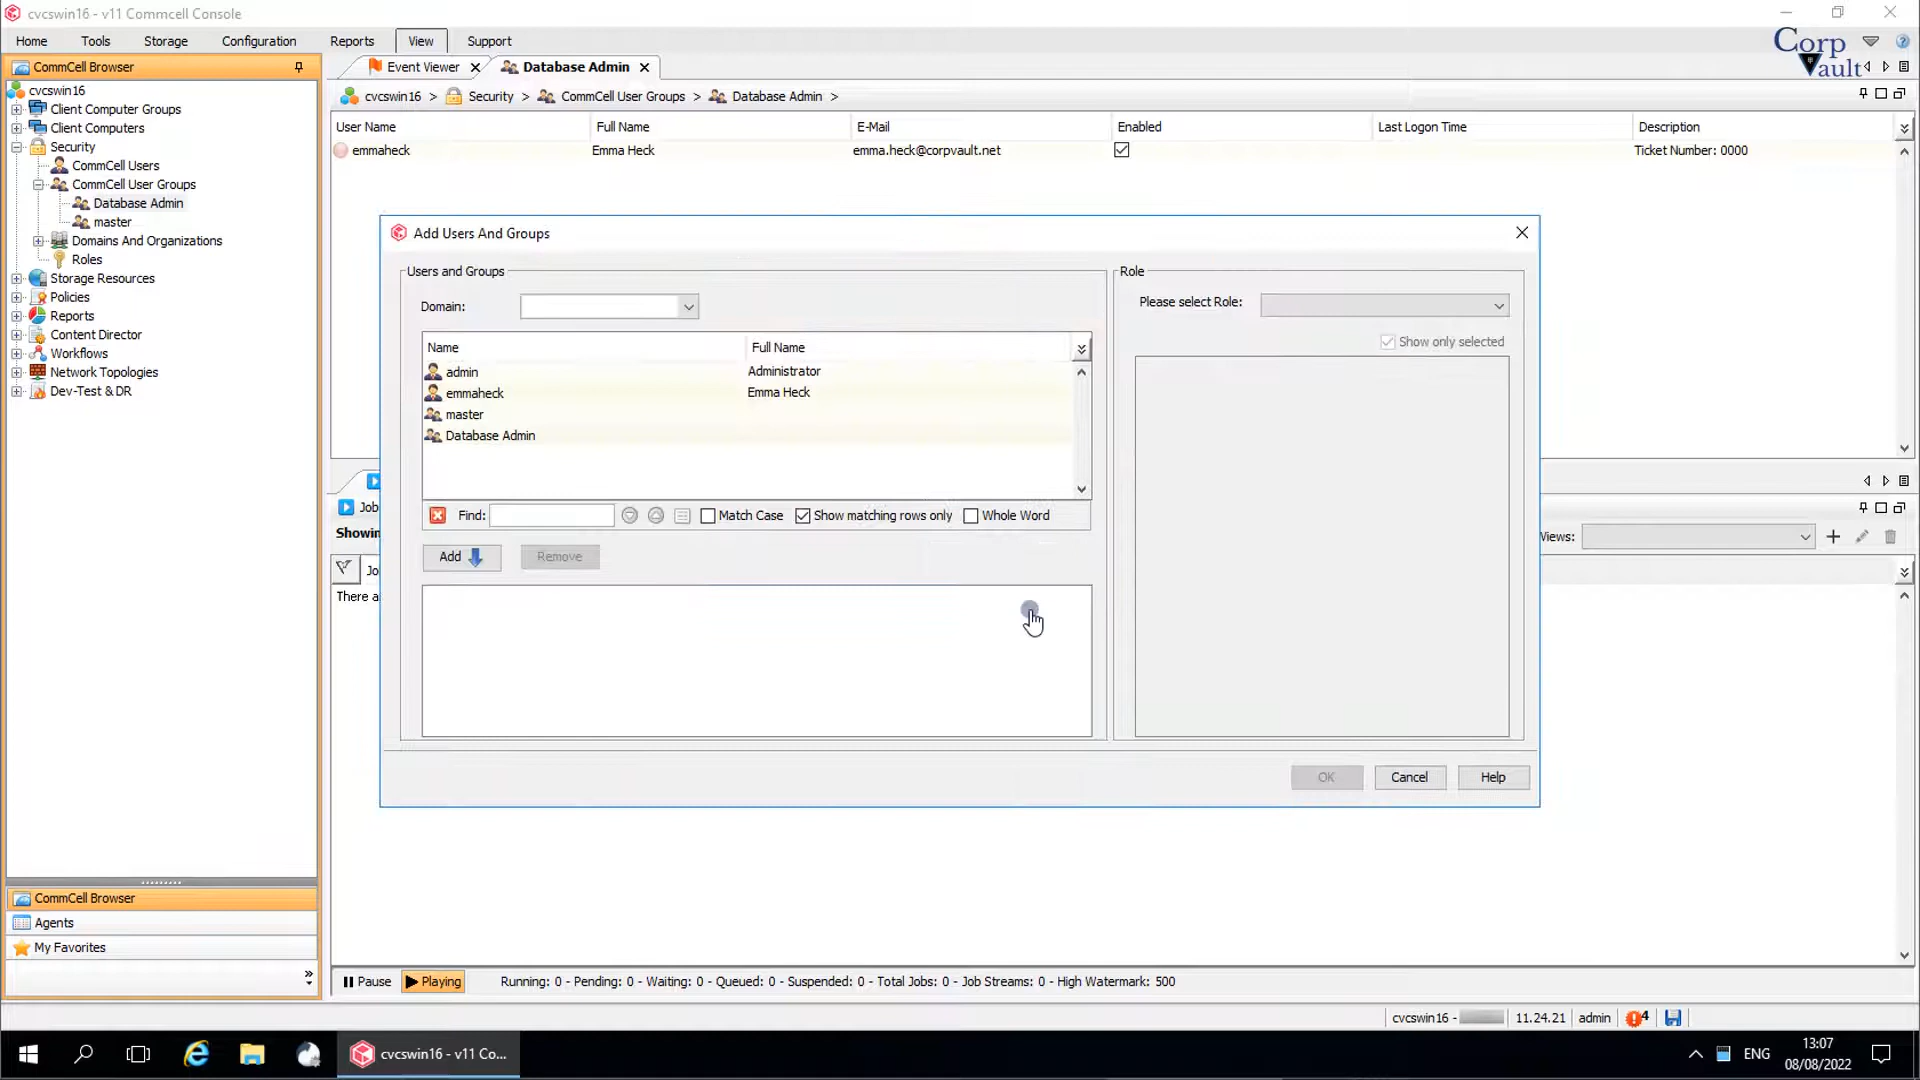 cvcswin16 - v11 Commcell Console
Home Tools Storage Configuration Reports View Support
Corp Vault
CommCell Browser
Event Viewer Database Admin
cvcswin16
Client Computer Groups
Client Computers
Security
CommCell Users
CommCell User Groups
Database Admin
master
Domains And Organizations
Roles
Storage Resources
Policies
Reports
Content Director
Workflows
Network Topologies
Dev-Test & DR
cvcswin16 > Security > CommCell User Groups > Database Admin >
User Name Full Name E-Mail Enabled Last Logon Time Description
emmaheck Emma Heck emma.heck@corpvault.net Ticket Number: 0000
Add Users And Groups
Users and Groups
Domain:
Name Full Name
admin Administrator
emmaheck Emma Heck
master
Database Admin
Find: Match Case Show matching rows only Whole Word
Add Remove
Role
Please select Role:
Show only selected
OK Cancel Help
Job
Showin
Views:
Jo
There a
CommCell Browser
Agents
My Favorites
Pause Playing Running: 0 - Pending: 0 - Waiting: 0 - Queued: 0 - Suspended: 0 - Total Jobs: 0 - Job Streams: 0 - High Watermark: 500
cvcswin16 - 11.24.21 admin 4
cvcswin16 - v11 Co...
ENG
13:07
08/08/2022